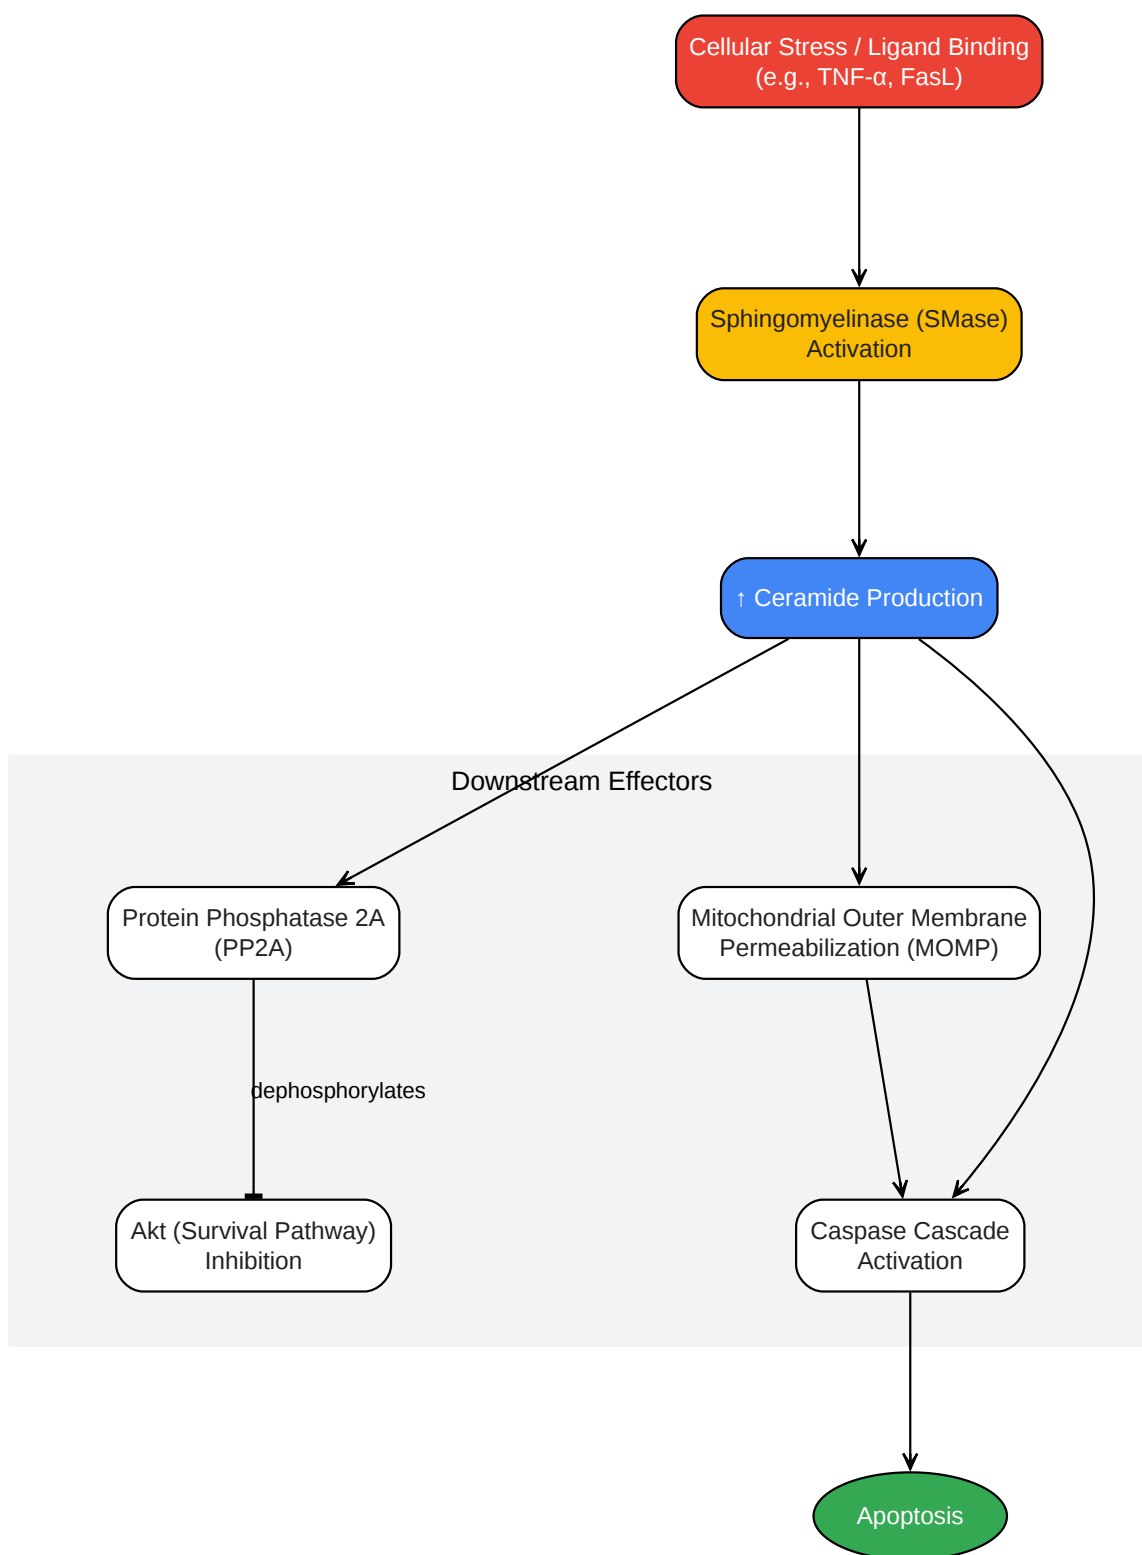 Cellular Stress / Ligand Binding
(e.g., TNF-α, FasL)
Sphingomyelinase (SMase)
Activation
↑ Ceramide Production
Downstream Effectors
Protein Phosphatase 2A
(PP2A)
Mitochondrial Outer Membrane
Permeabilization (MOMP)
dephosphorylates
Akt (Survival Pathway)
Inhibition
Caspase Cascade
Activation
Apoptosis